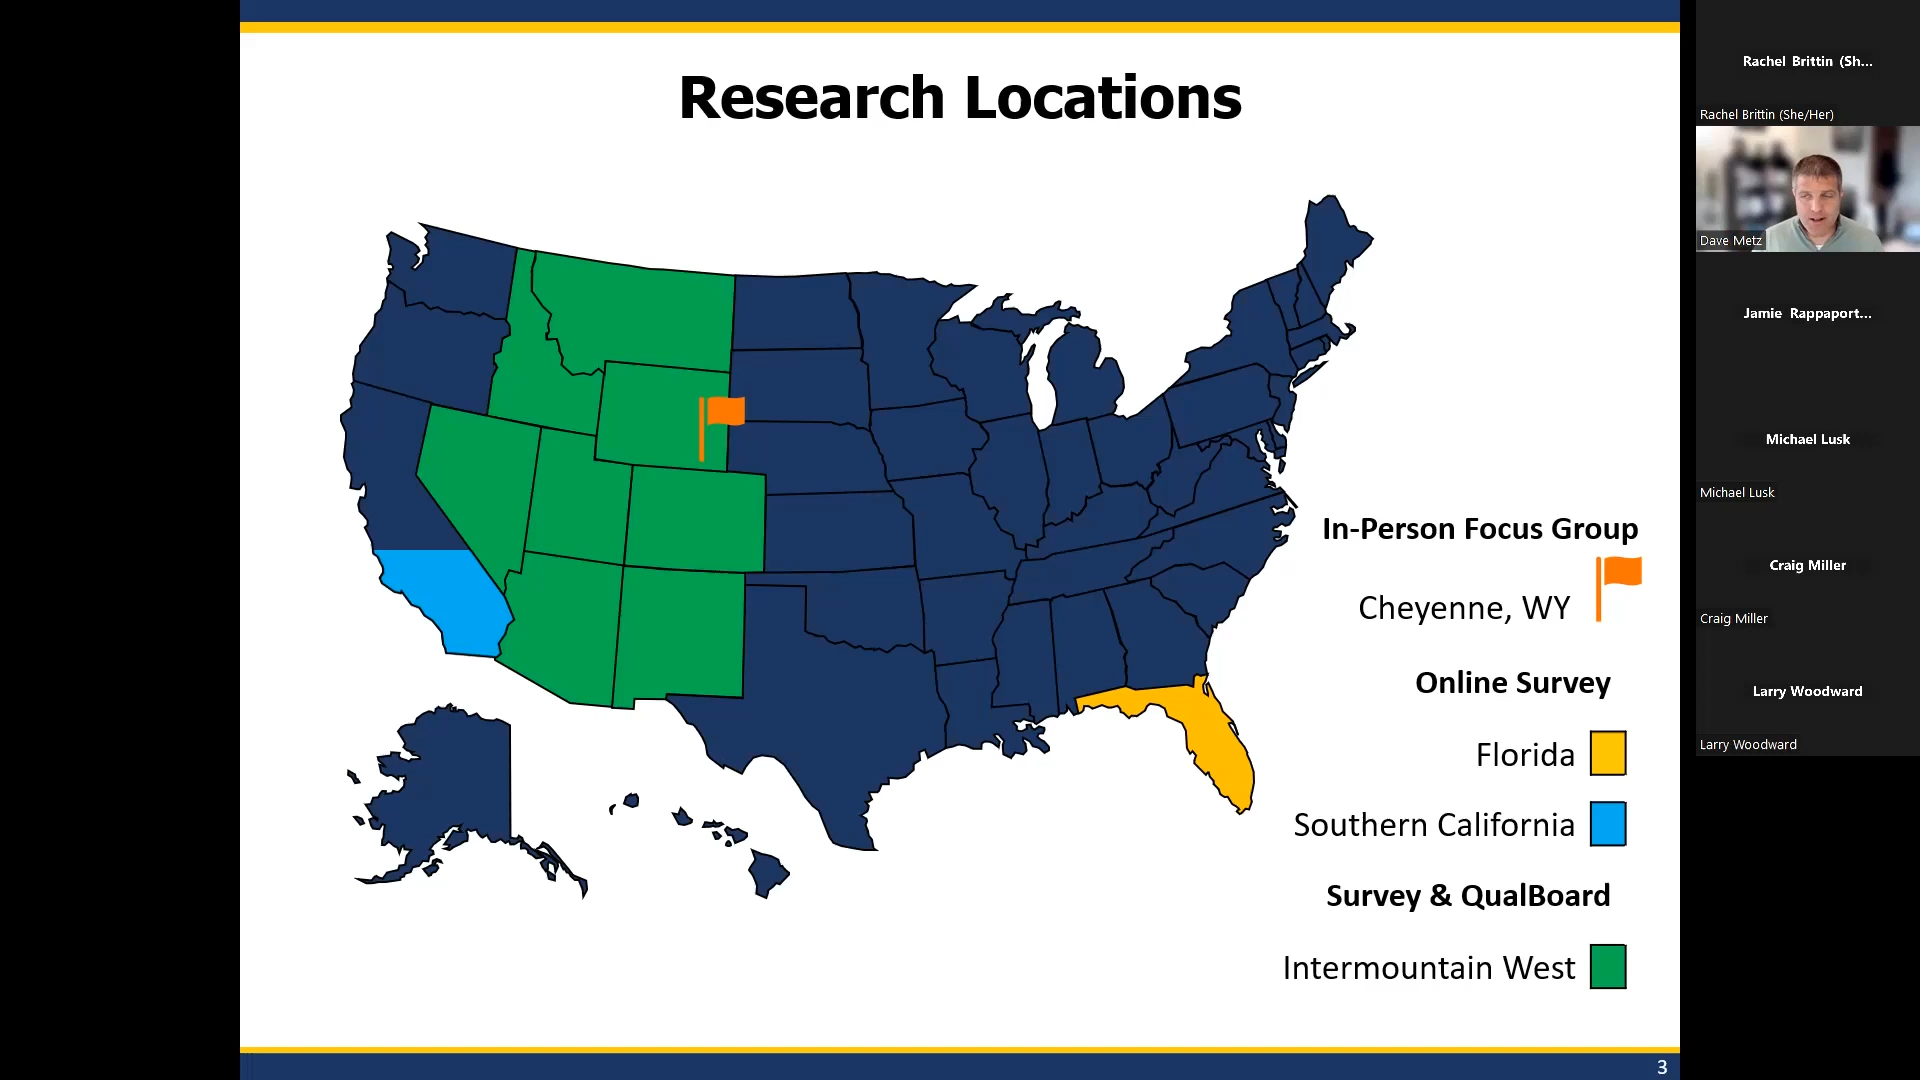 Research Locations
In-Person Focus Group
Cheyenne, WY
Online Survey
Florida
Southern California
Survey & QualBoard
Intermountain West
3
Rachel Brittin (Sh...
Rachel Brittin (She/Her)
Dave Metz
Jamie Rappaport...
Michael Lusk
Michael Lusk
Craig Miller
Craig Miller
Larry Woodward
Larry Woodward